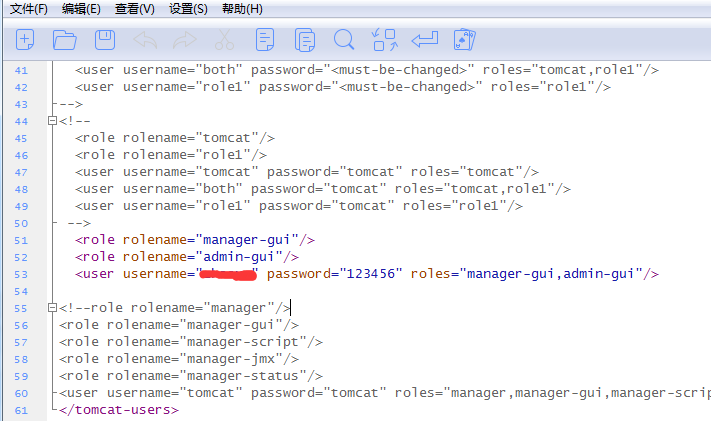 文件(F) 编辑(E) 查看(V) 设置(S) 帮助(H)
41 <user username="both" password="<must-be-changed>" roles="tomcat,role1"/>
42 <user username="role1" password="<must-be-changed>" roles="role1"/>
43 -->
44 <!--
45 <role rolename="tomcat"/>
46 <role rolename="role1"/>
47 <user username="tomcat" password="tomcat" roles="tomcat"/>
48 <user username="both" password="tomcat" roles="tomcat,role1"/>
49 <user username="role1" password="tomcat" roles="role1"/>
50 -->
51 <role rolename="manager-gui"/>
52 <role rolename="admin-gui"/>
53 <user username=" " password="123456" roles="manager-gui,admin-gui"/>
54
55 <!--role rolename="manager"/>
56 <role rolename="manager-gui"/>
57 <role rolename="manager-script"/>
58 <role rolename="manager-jmx"/>
59 <role rolename="manager-status"/>
60 <user username="tomcat" password="tomcat" roles="manager,manager-gui,manager-scrip
61 </tomcat-users>